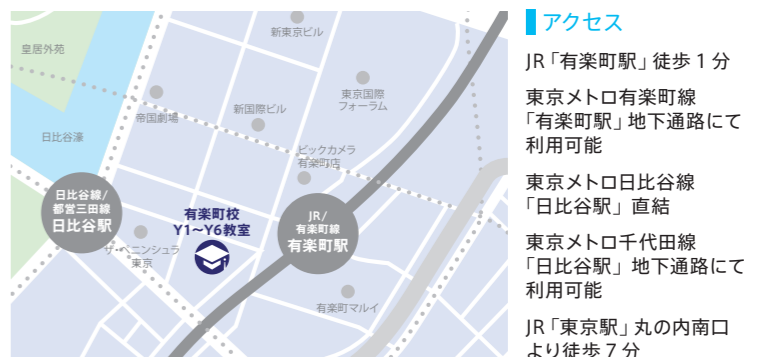 新東京ビル
皇居外苑
東京国際
フォーラム
帝国劇場
新国際ビル
日比谷濠
ビックカメラ
有楽町店
日比谷線/
都営三田線
日比谷駅
有楽町校
Y1〜Y6教室
JR/
有楽町線
有楽町駅
ザ・ペニンシュラ
東京
有楽町マルイ
アクセス
JR「有楽町駅」徒歩 1 分
東京メトロ有楽町線
「有楽町駅」地下通路にて
利用可能
東京メトロ日比谷線
「日比谷駅」直結
東京メトロ千代田線
「日比谷駅」地下通路にて
利用可能
JR「東京駅」丸の内南口
より徒歩 7 分